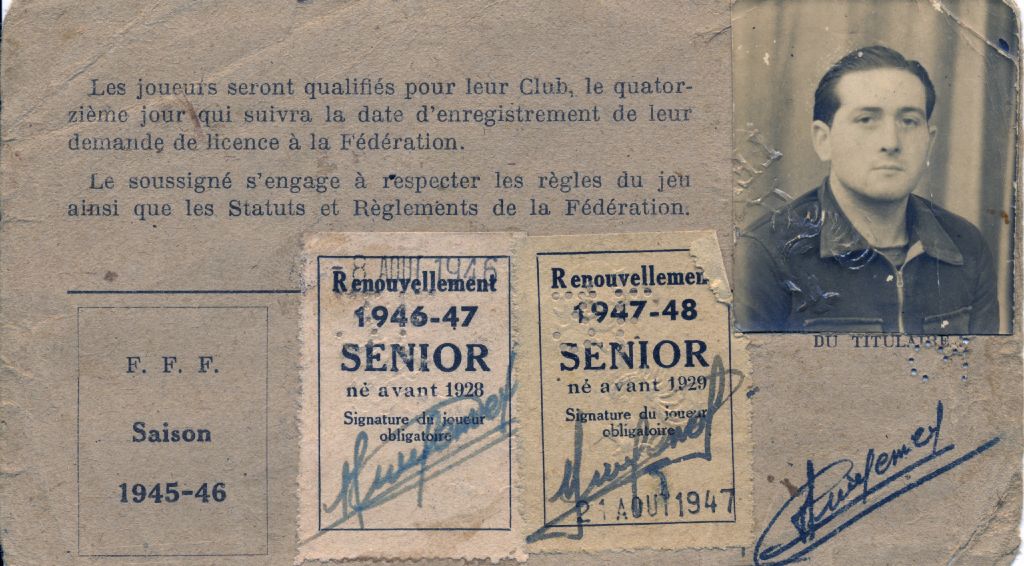 Les joueurs seront qualifiés pour leur Club, le quator-
zième jour qui suivra la date d'enregistrement de leur
demande de licence à la Fédération.
Le soussigné s'engage à respecter les règles du jeu
ainsi que les Statuts et Règlements de la Fédération.
F. F. F.
Saison
1945-46
8 AOUT 1946
Renouvellement
1946-47
SENIOR
né avant 1928
Signature du joueur
obligatoire
Renouvellemen
1947-48
SENIOR
né avant 1929
Signature du joueur
obligatoire
21 AOUT 1947
DU TITULAIRE